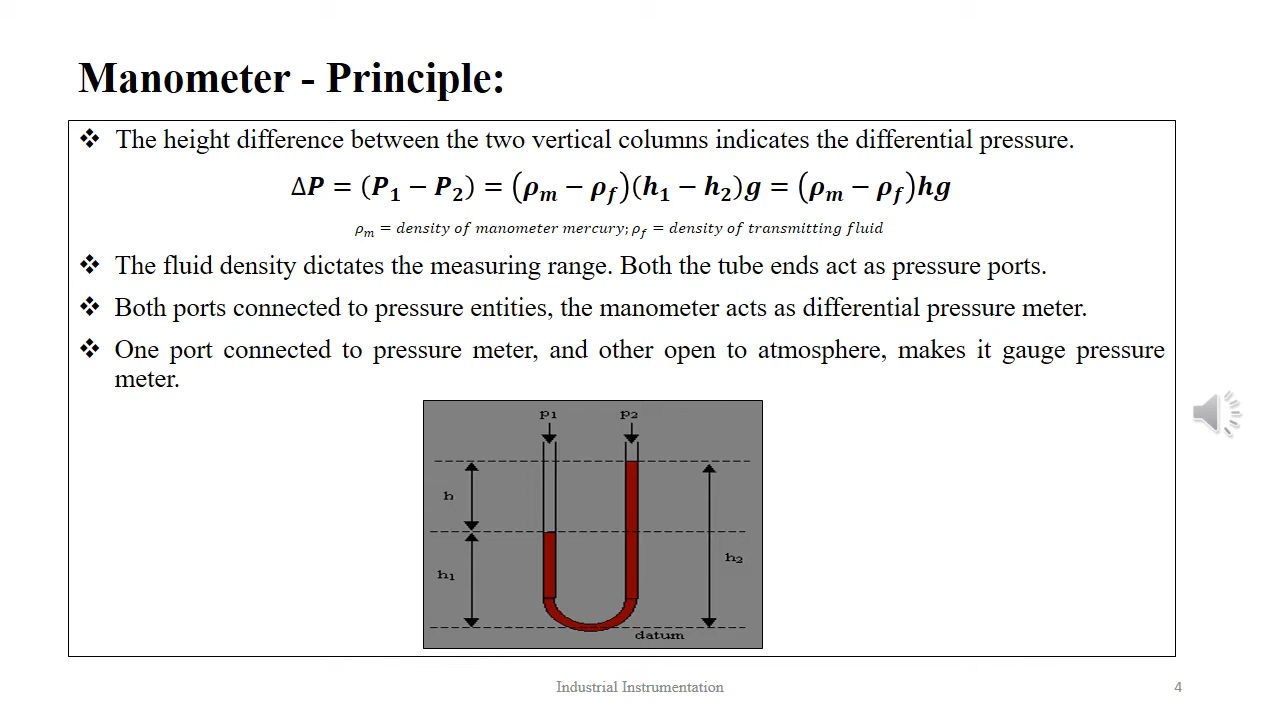 Manometer - Principle:
❖ The height difference between the two vertical columns indicates the differential pressure.
∆P = (P₁ − P₂) = (ρₘ − ρ_f)(h₁ − h₂)g = (ρₘ − ρ_f)hg
ρₘ = density of manometer mercury; ρ_f = density of transmitting fluid
❖ The fluid density dictates the measuring range. Both the tube ends act as pressure ports.
❖ Both ports connected to pressure entities, the manometer acts as differential pressure meter.
❖ One port connected to pressure meter, and other open to atmosphere, makes it gauge pressure
meter.
p₁ p₂
h
h₁
h₂
datum
Industrial Instrumentation
4